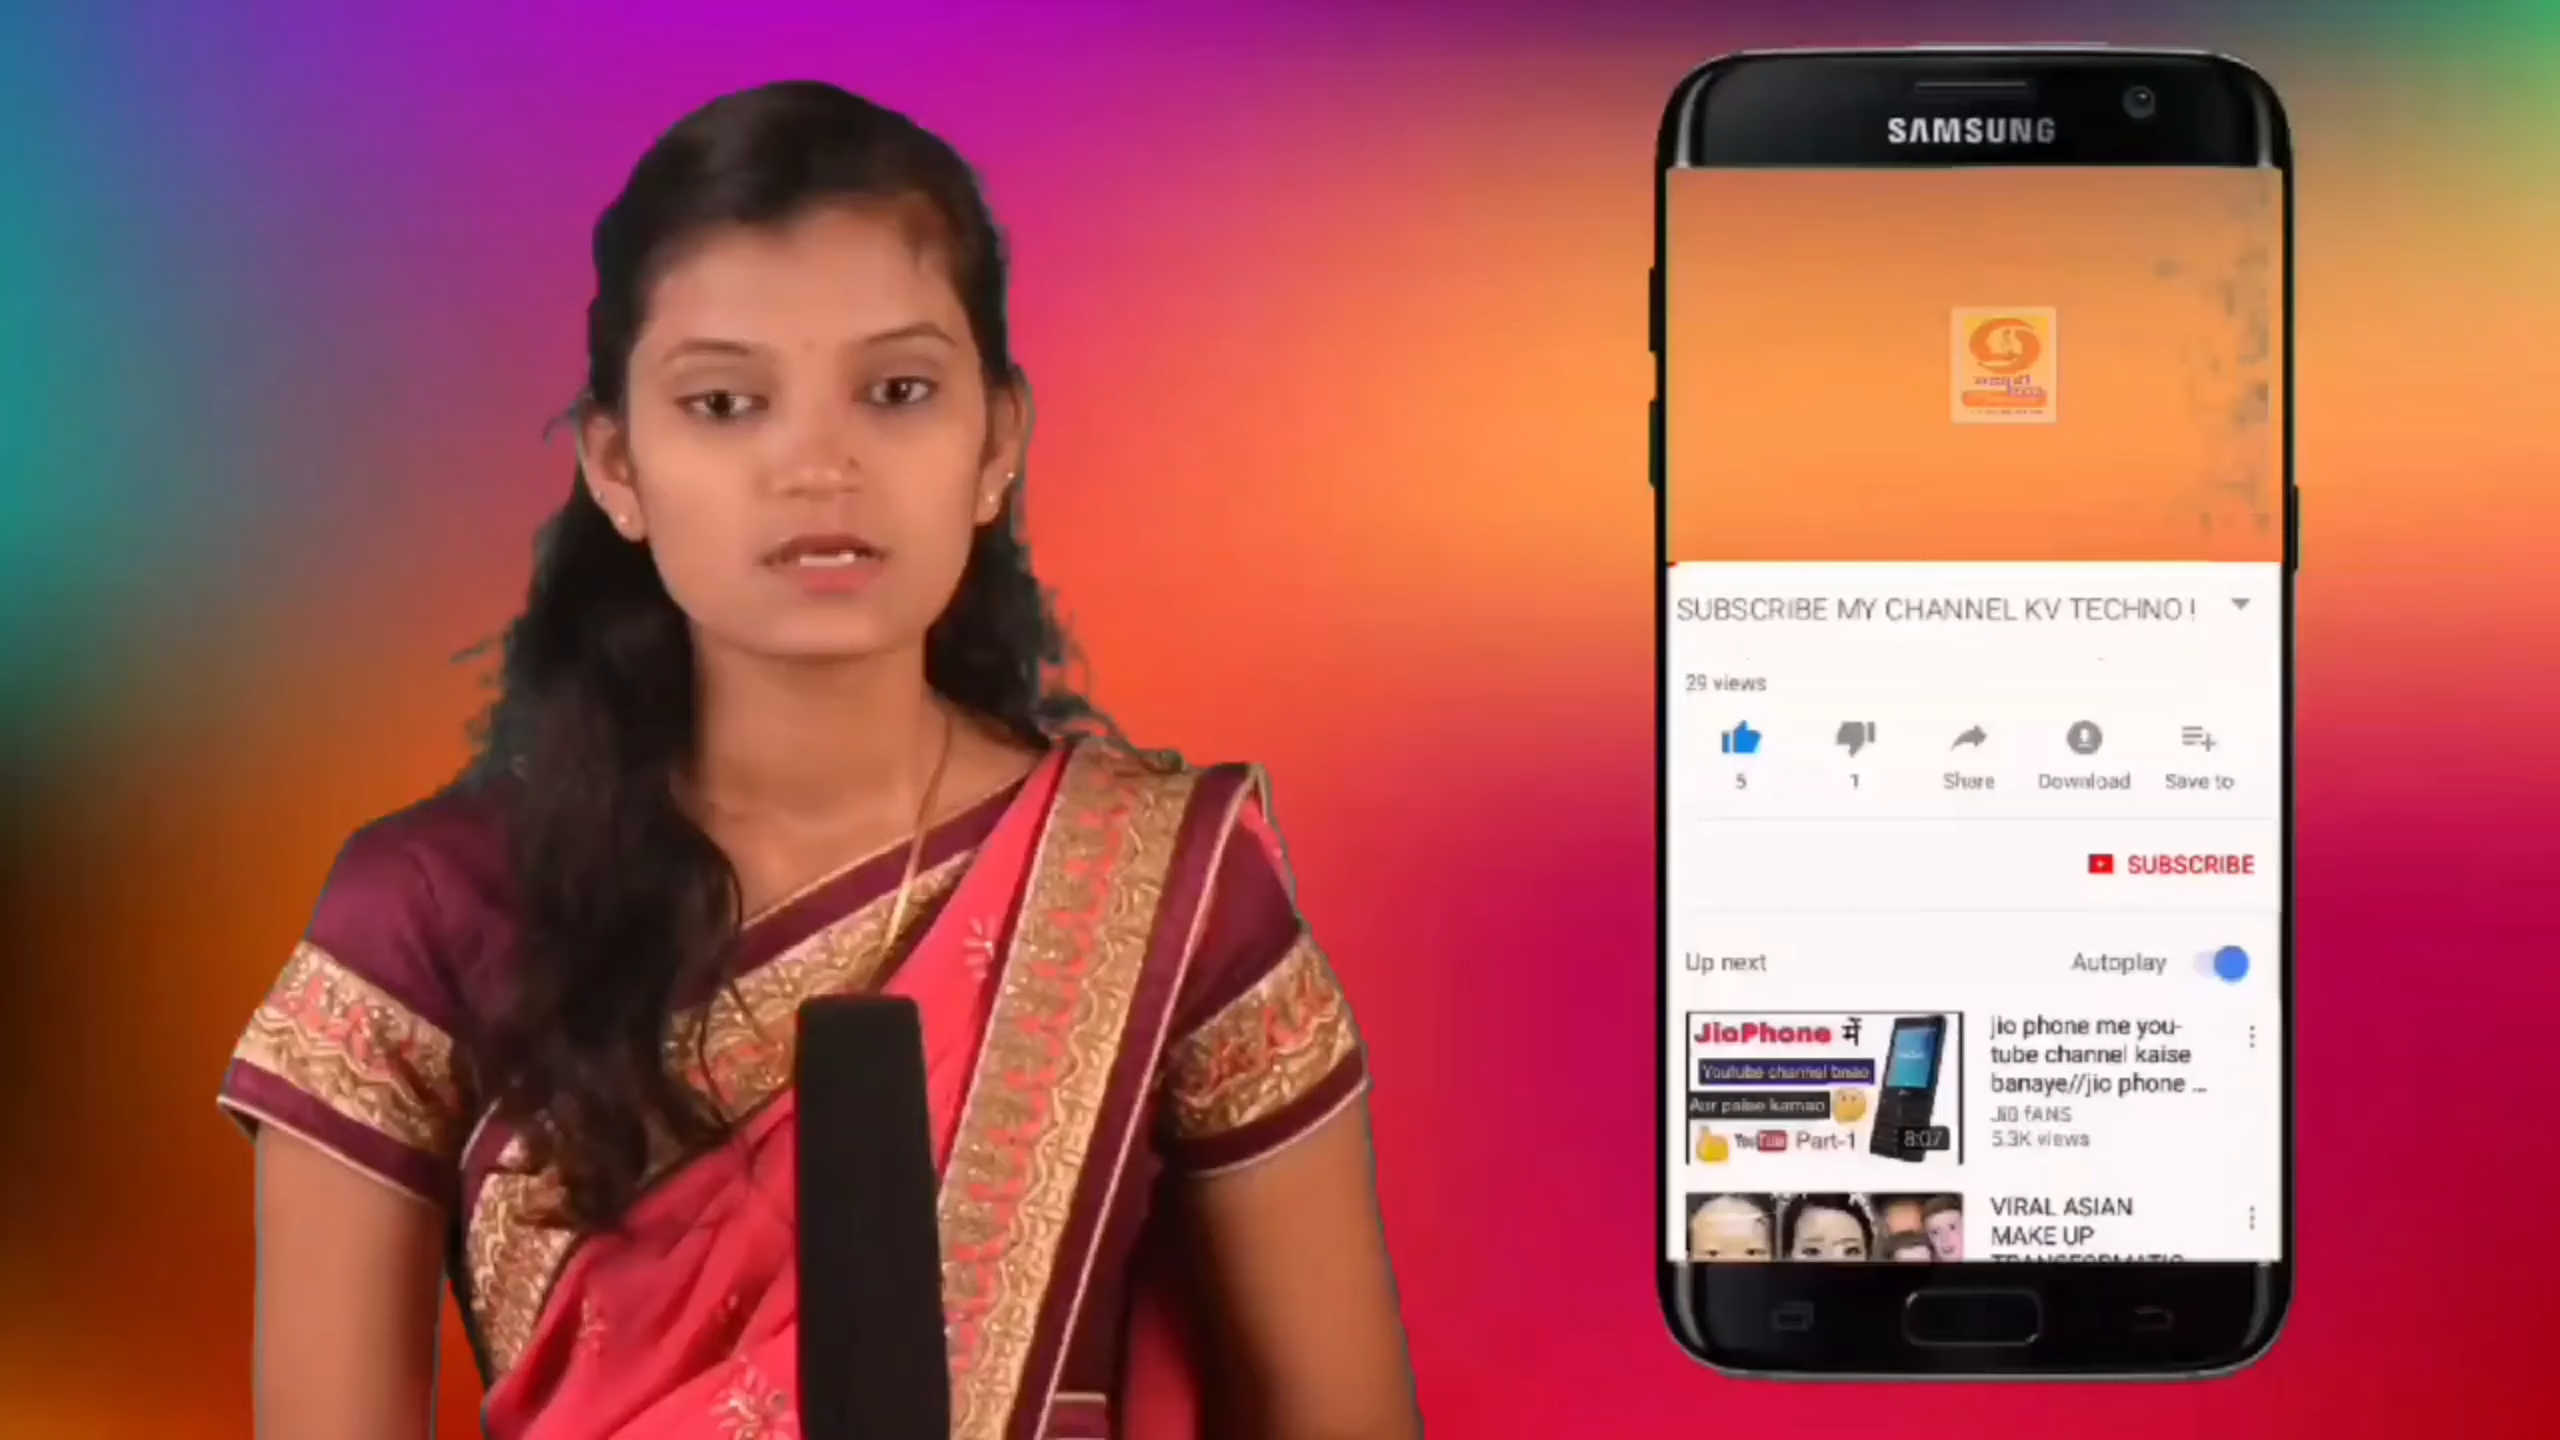 SAMSUNG
SUBSCRIBE MY CHANNEL KV TECHNO !
29 views
5
1
Share
Download
Save to
SUBSCRIBE
Up next
Autoplay
JioPhone में
Youtube channel bnao
Aur paise kamao
YouTube Part-1
8:07
jio phone me you-
tube channel kaise
banaye//jio phone ...
JIO fANS
5.3K views
VIRAL ASIAN
MAKE UP